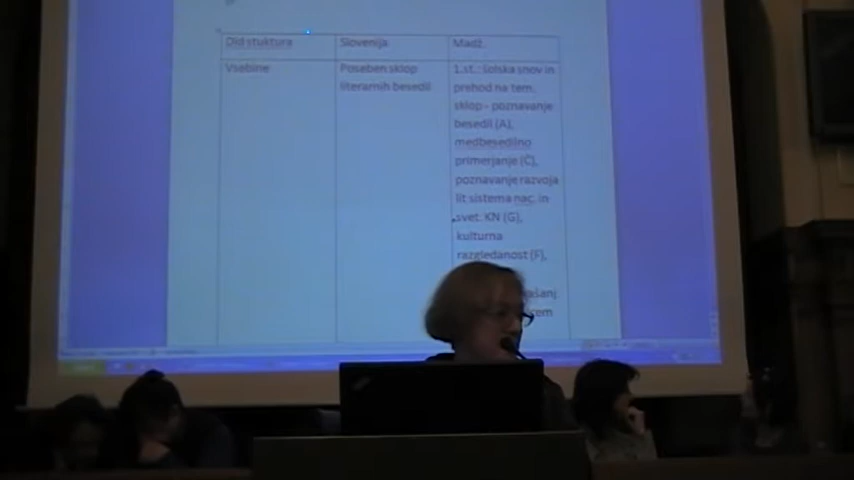 Did stuktura
Slovenija
Madž.
Vsebine
Poseben sklop
literarnih besedil
1.st.: šolska snov in
prehod na tem.
sklop - poznavanje
besedil (A),
medbesedilno
primerjanje (Č),
poznavanje razvoja
lit sistema nac. in
svet. KN (G),
kulturna
razgledanost (F),